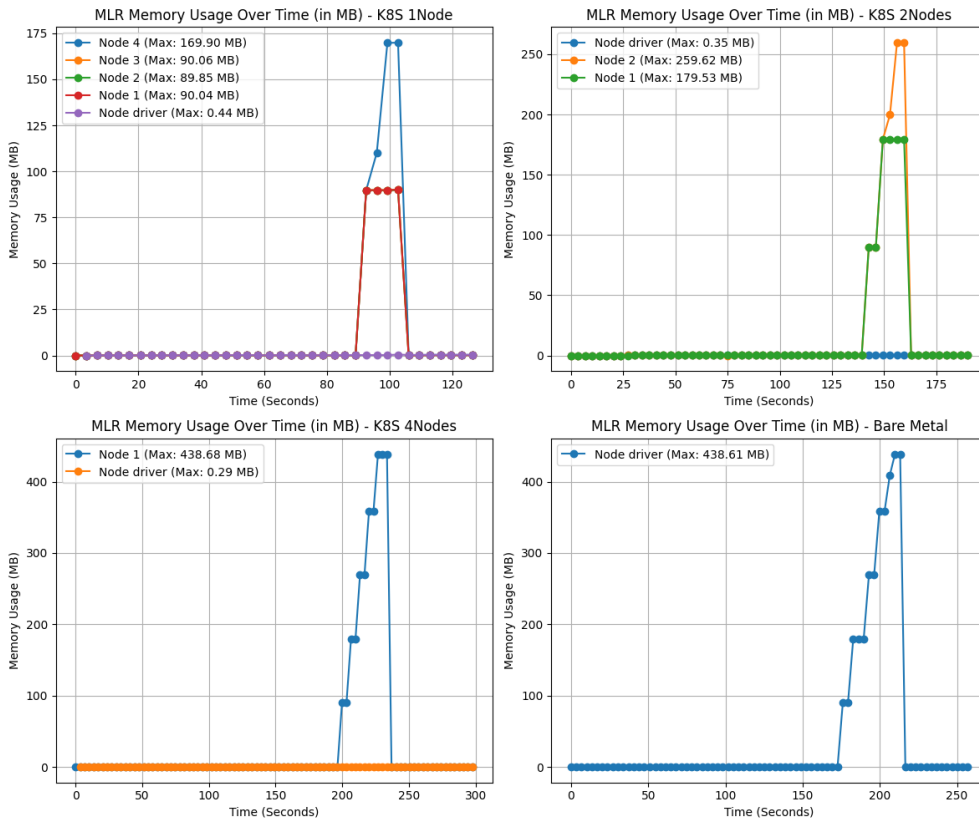 MLR Memory Usage Over Time (in MB) - K8S 1Node
Node 4 (Max: 169.90 MB)
Node 3 (Max: 90.06 MB)
Node 2 (Max: 89.85 MB)
Node 1 (Max: 90.04 MB)
Node driver (Max: 0.44 MB)
Memory Usage (MB)
175
150
125
100
75
50
25
0
0 20 40 60 80 100 120
Time (Seconds)
MLR Memory Usage Over Time (in MB) - K8S 2Nodes
Node driver (Max: 0.35 MB)
Node 2 (Max: 259.62 MB)
Node 1 (Max: 179.53 MB)
Memory Usage (MB)
250
200
150
100
50
0
0 25 50 75 100 125 150 175
Time (Seconds)
MLR Memory Usage Over Time (in MB) - K8S 4Nodes
Node 1 (Max: 438.68 MB)
Node driver (Max: 0.29 MB)
Memory Usage (MB)
400
300
200
100
0
0 50 100 150 200 250 300
Time (Seconds)
MLR Memory Usage Over Time (in MB) - Bare Metal
Node driver (Max: 438.61 MB)
Memory Usage (MB)
400
300
200
100
0
0 50 100 150 200 250
Time (Seconds)